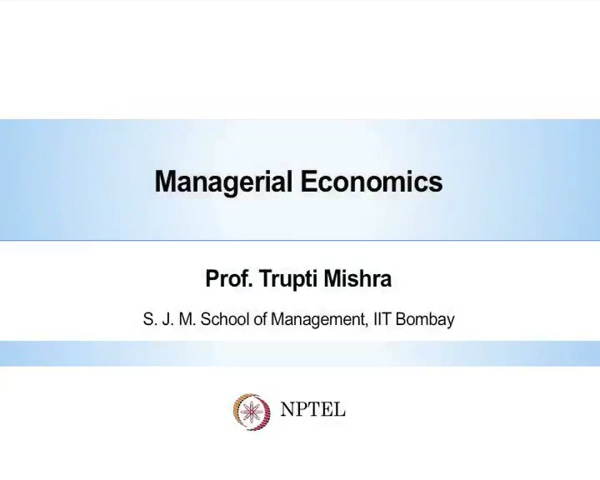 Managerial Economics
Prof. Trupti Mishra
S. J. M. School of Management, IIT Bombay
NPTEL